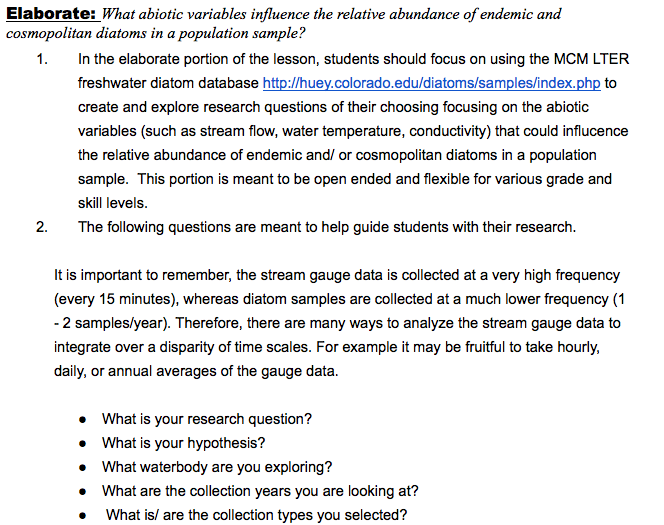 Elaborate: What abiotic variables influence the relative abundance of endemic and
cosmopolitan diatoms in a population sample?
1. In the elaborate portion of the lesson, students should focus on using the MCM LTER
freshwater diatom database http://huey.colorado.edu/diatoms/samples/index.php to
create and explore research questions of their choosing focusing on the abiotic
variables (such as stream flow, water temperature, conductivity) that could influcence
the relative abundance of endemic and/ or cosmopolitan diatoms in a population
sample.  This portion is meant to be open ended and flexible for various grade and
skill levels.
2. The following questions are meant to help guide students with their research.
It is important to remember, the stream gauge data is collected at a very high frequency
(every 15 minutes), whereas diatom samples are collected at a much lower frequency (1
- 2 samples/year). Therefore, there are many ways to analyze the stream gauge data to
integrate over a disparity of time scales. For example it may be fruitful to take hourly,
daily, or annual averages of the gauge data.
● What is your research question?
● What is your hypothesis?
● What waterbody are you exploring?
● What are the collection years you are looking at?
● What is/ are the collection types you selected?